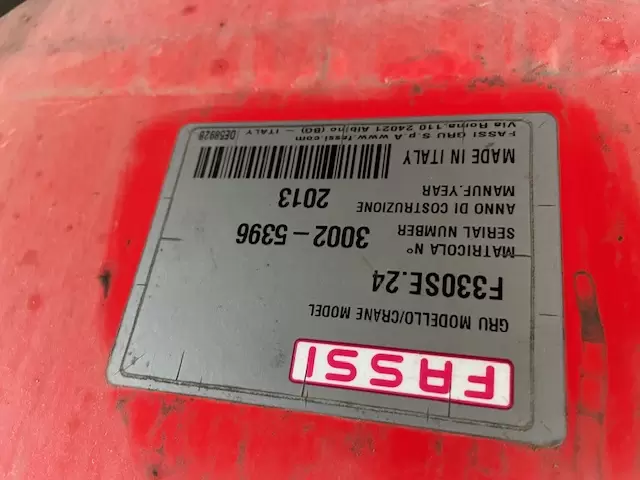 FASSI
GRU MODELLO/CRANE MODEL
F330SE.24
MATRICOLA N°
SERIAL NUMBER 3002-5396
ANNO DI COSTRUZIONE
MANUF.YEAR 2013
MADE IN ITALY
FASSI GRU S.p.A www.fassi.com
Via Roma,110 24021 Albino (BG) - ITALY
QE58928